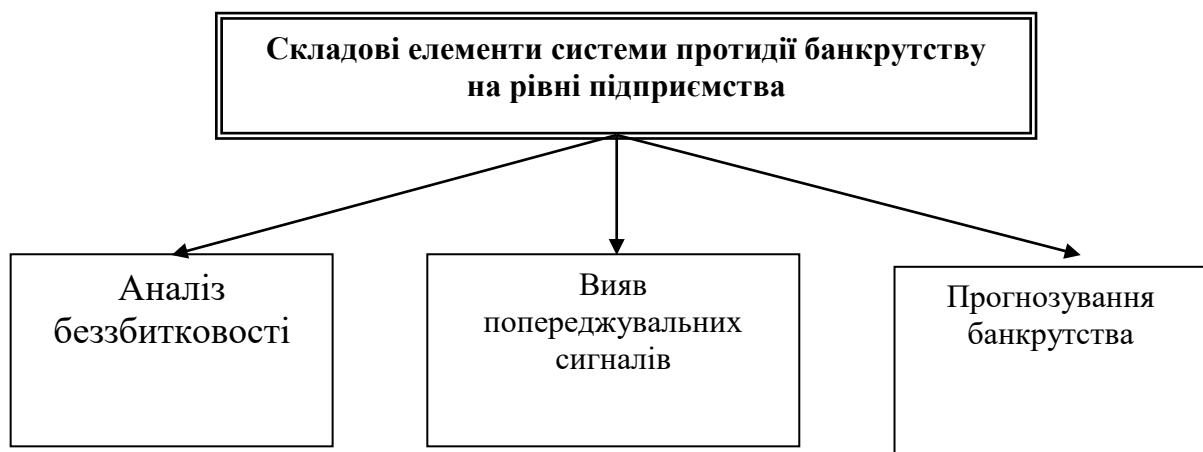 Складові елементи системи протидії банкрутству
на рівні підприємства
Аналіз
беззбитковості
Вияв
попереджувальних
сигналів
Прогнозування
банкрутства